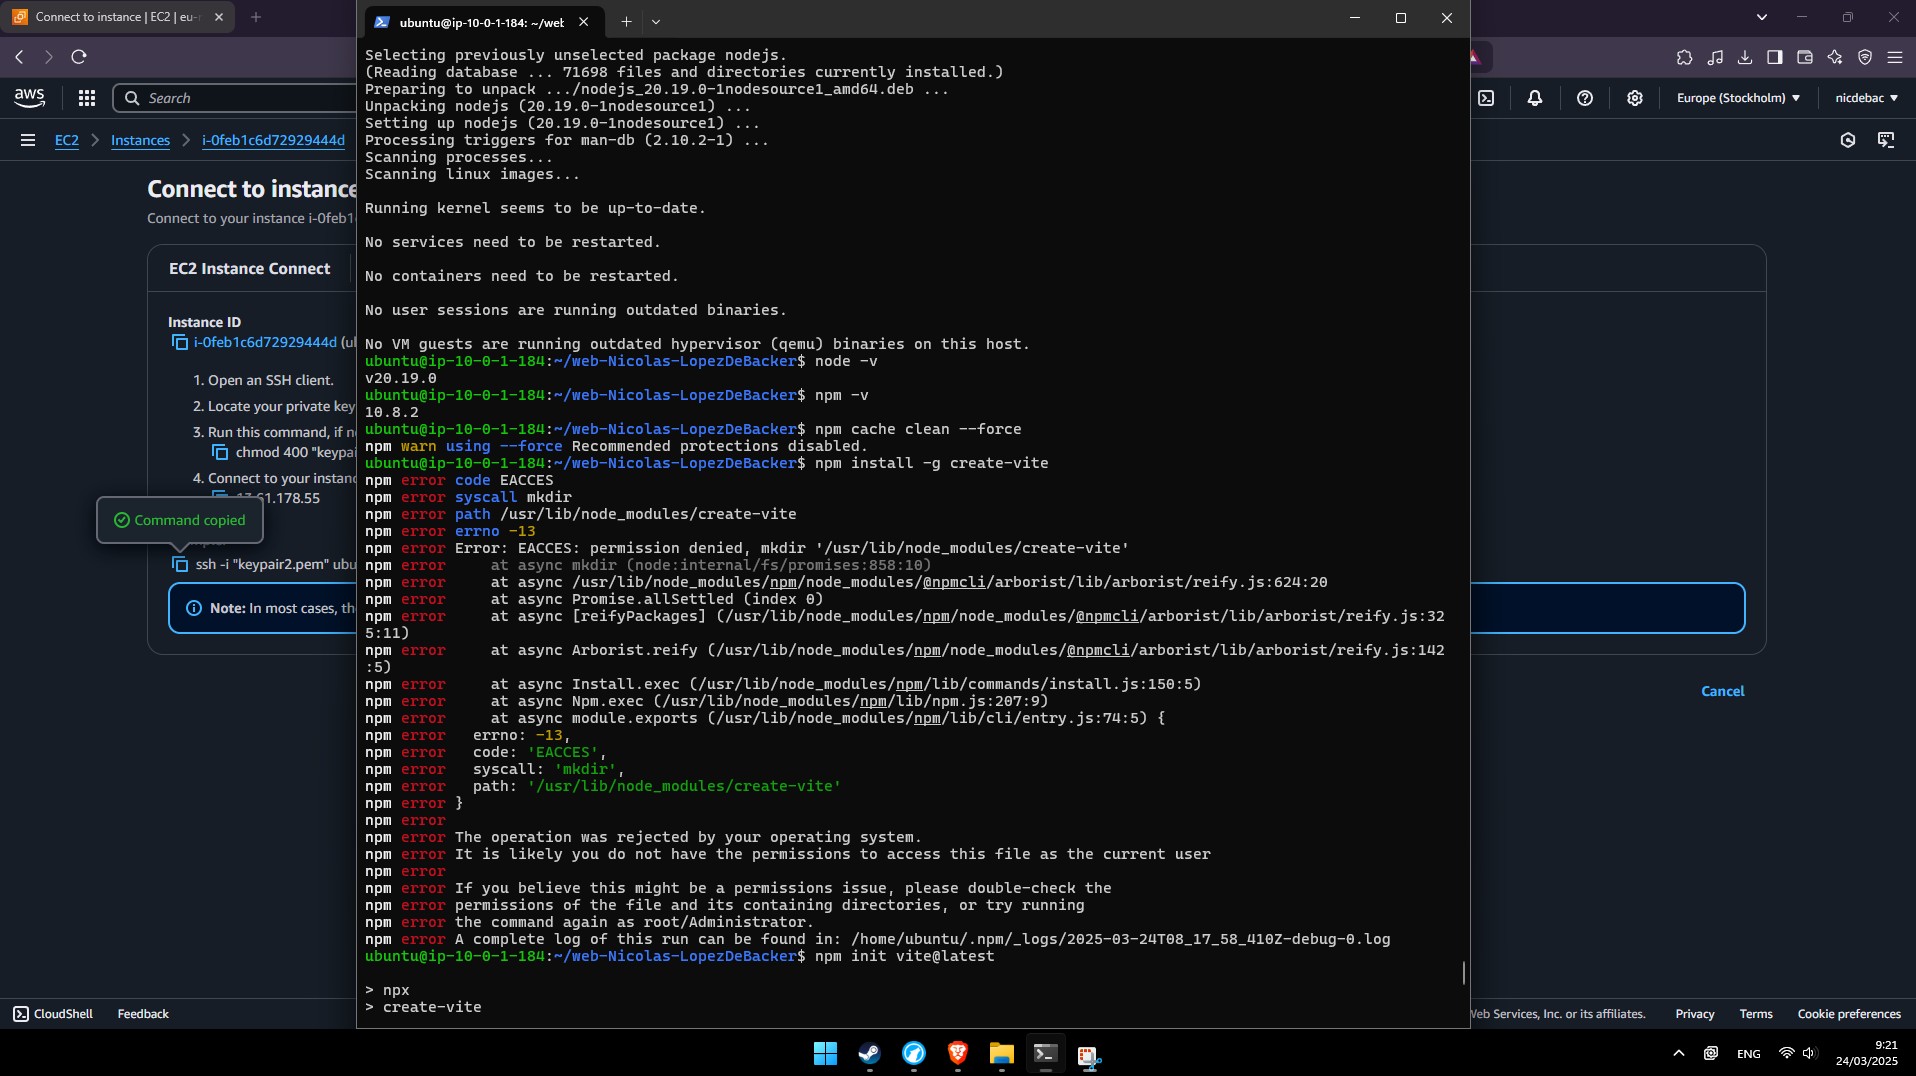 Connect to instance | EC2 | eu-n
ubuntu@ip-10-0-1-184: ~/web
aws
Search
Europe (Stockholm)
nicdebac
EC2
Instances
i-0feb1c6d72929444d
Connect to instance
Connect to your instance i-0feb1
EC2 Instance Connect
Instance ID
i-0feb1c6d72929444d (ub
1. Open an SSH client.
2. Locate your private key
3. Run this command, if n
chmod 400 "keypai
4. Connect to your instanc
13.61.178.55
Command copied
ssh -i "keypair2.pem" ubu
Note: In most cases, the
Cancel
Selecting previously unselected package nodejs.
(Reading database ... 71698 files and directories currently installed.)
Preparing to unpack .../nodejs_20.19.0-1nodesource1_amd64.deb ...
Unpacking nodejs (20.19.0-1nodesource1) ...
Setting up nodejs (20.19.0-1nodesource1) ...
Processing triggers for man-db (2.10.2-1) ...
Scanning processes...
Scanning linux images...
Running kernel seems to be up-to-date.
No services need to be restarted.
No containers need to be restarted.
No user sessions are running outdated binaries.
No VM guests are running outdated hypervisor (qemu) binaries on this host.
ubuntu@ip-10-0-1-184:~/web-Nicolas-LopezDeBacker$ node -v
v20.19.0
ubuntu@ip-10-0-1-184:~/web-Nicolas-LopezDeBacker$ npm -v
10.8.2
ubuntu@ip-10-0-1-184:~/web-Nicolas-LopezDeBacker$ npm cache clean --force
npm warn using --force Recommended protections disabled.
ubuntu@ip-10-0-1-184:~/web-Nicolas-LopezDeBacker$ npm install -g create-vite
npm error code EACCES
npm error syscall mkdir
npm error path /usr/lib/node_modules/create-vite
npm error errno -13
npm error Error: EACCES: permission denied, mkdir '/usr/lib/node_modules/create-vite'
npm error     at async mkdir (node:internal/fs/promises:858:10)
npm error     at async /usr/lib/node_modules/npm/node_modules/@npmcli/arborist/lib/arborist/reify.js:624:20
npm error     at async Promise.allSettled (index 0)
npm error     at async [reifyPackages] (/usr/lib/node_modules/npm/node_modules/@npmcli/arborist/lib/arborist/reify.js:32
5:11)
npm error     at async Arborist.reify (/usr/lib/node_modules/npm/node_modules/@npmcli/arborist/lib/arborist/reify.js:142
:5)
npm error     at async Install.exec (/usr/lib/node_modules/npm/lib/commands/install.js:150:5)
npm error     at async Npm.exec (/usr/lib/node_modules/npm/lib/npm.js:207:9)
npm error     at async module.exports (/usr/lib/node_modules/npm/lib/cli/entry.js:74:5) {
npm error   errno: -13,
npm error   code: 'EACCES',
npm error   syscall: 'mkdir',
npm error   path: '/usr/lib/node_modules/create-vite'
npm error }
npm error
npm error The operation was rejected by your operating system.
npm error It is likely you do not have the permissions to access this file as the current user
npm error
npm error If you believe this might be a permissions issue, please double-check the
npm error permissions of the file and its containing directories, or try running
npm error the command again as root/Administrator.
npm error A complete log of this run can be found in: /home/ubuntu/.npm/_logs/2025-03-24T08_17_58_410Z-debug-0.log
ubuntu@ip-10-0-1-184:~/web-Nicolas-LopezDeBacker$ npm init vite@latest
> npx
> create-vite
CloudShell
Feedback
Web Services, Inc. or its affiliates.
Privacy
Terms
Cookie preferences
ENG
9:21
24/03/2025